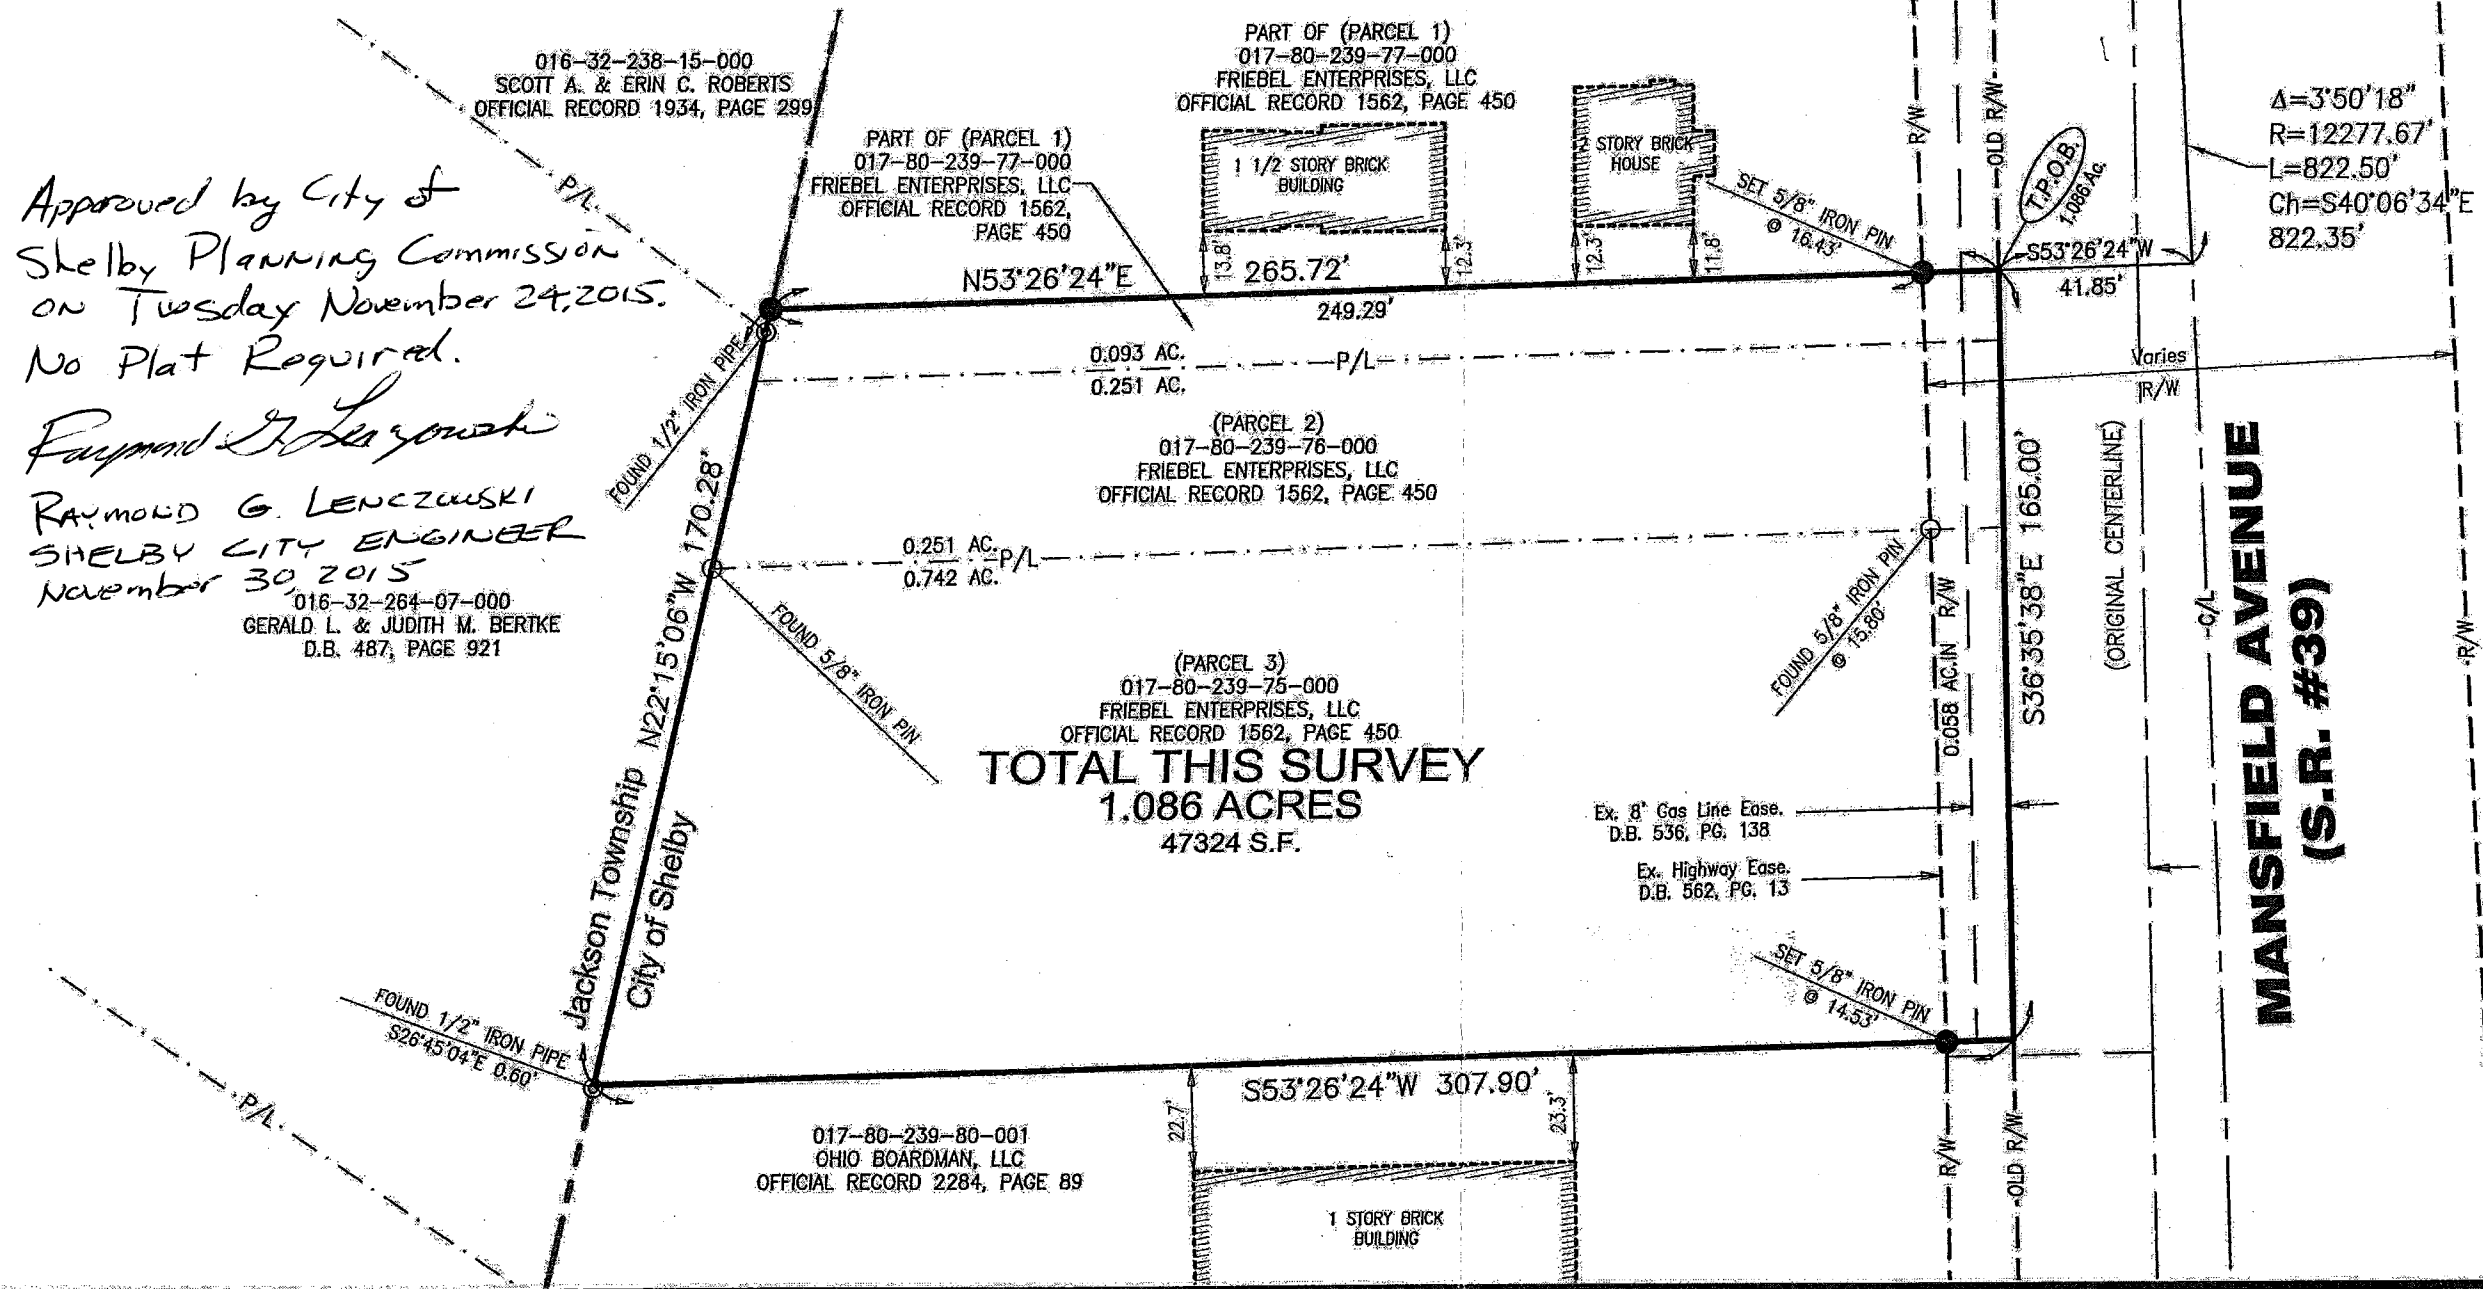 016-32-238-15-000
SCOTT A. & ERIN C. ROBERTS
OFFICIAL RECORD 1934, PAGE 299
PART OF (PARCEL 1)
017-80-239-77-000
FRIEBEL ENTERPRISES, LLC
OFFICIAL RECORD 1562, PAGE 450
PART OF (PARCEL 1)
017-80-239-77-000
FRIEBEL ENTERPRISES, LLC
OFFICIAL RECORD 1562,
PAGE 450
1 1/2 STORY BRICK
BUILDING
2 STORY BRICK
HOUSE
R/W
OLD R/W
T.P.O.B.
1.086 Ac.
Δ=3°50'18"
R=12277.67'
L=822.50'
Ch=S40°06'34"E
822.35'
Approved by City of
Shelby Planning Commission
on Tuesday November 24, 2015.
No Plat Required.
Raymond G. Lenczowski
RAYMOND G. LENCZOWSKI
SHELBY CITY ENGINEER
November 30, 2015
P/L
SET 5/8" IRON PIN
@ 16.43'
13.8'
12.3'
12.3'
11.8'
N53°26'24"E 265.72'
249.29'
S53°26'24"W
41.85'
FOUND 1/2" IRON PIPE
0.093 AC.
P/L
0.251 AC.
Varies
R/W
(PARCEL 2)
017-80-239-76-000
FRIEBEL ENTERPRISES, LLC
OFFICIAL RECORD 1562, PAGE 450
0.251 AC.
P/L
0.742 AC.
016-32-264-07-000
GERALD L. & JUDITH M. BERTKE
D.B. 487, PAGE 921
N22°15'06"W 170.28'
FOUND 5/8" IRON PIN
FOUND 5/8" IRON PIN
@ 15.80'
0.058 AC.IN R/W
S36°35'38"E 165.00'
(ORIGINAL CENTERLINE)
C/L
MANSFIELD AVENUE
(S.R. #39)
R/W
(PARCEL 3)
017-80-239-75-000
FRIEBEL ENTERPRISES, LLC
OFFICIAL RECORD 1562, PAGE 450
TOTAL THIS SURVEY
1.086 ACRES
47324 S.F.
Jackson Township
City of Shelby
Ex. 8' Gas Line Ease.
D.B. 536, PG. 138
Ex. Highway Ease.
D.B. 562, PG. 13
SET 5/8" IRON PIN
@ 14.53'
FOUND 1/2" IRON PIPE
S26°45'04"E 0.60'
P/L
S53°26'24"W 307.90'
22.7'
23.3'
017-80-239-80-001
OHIO BOARDMAN, LLC
OFFICIAL RECORD 2284, PAGE 89
1 STORY BRICK
BUILDING
R/W
OLD R/W